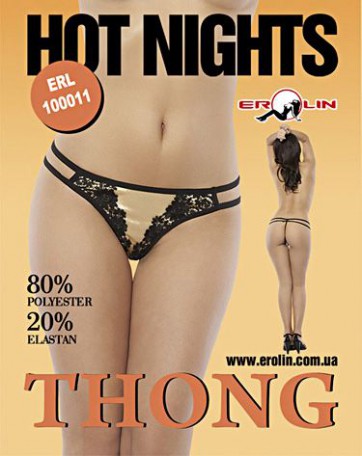 HOT NIGHTS
ERL
100011
EROLIN
80%
POLYESTER
20%
ELASTAN
www.erolin.com.ua
THONG